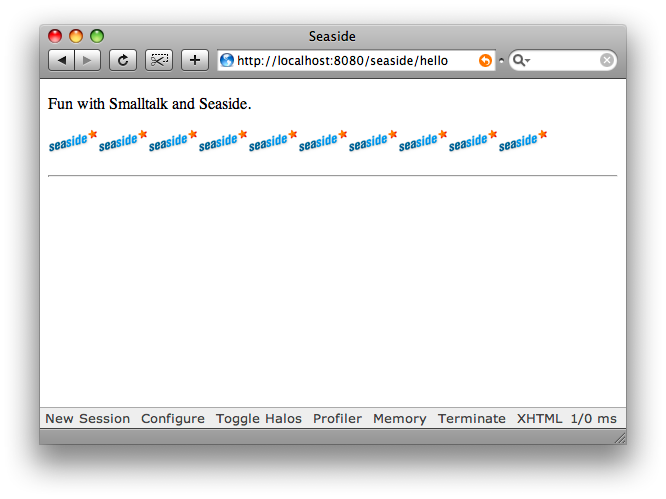 Seaside
http://localhost:8080/seaside/hello
Fun with Smalltalk and Seaside.
seaside seaside seaside seaside seaside seaside seaside seaside seaside seaside
New Session Configure Toggle Halos Profiler Memory Terminate XHTML 1/0 ms